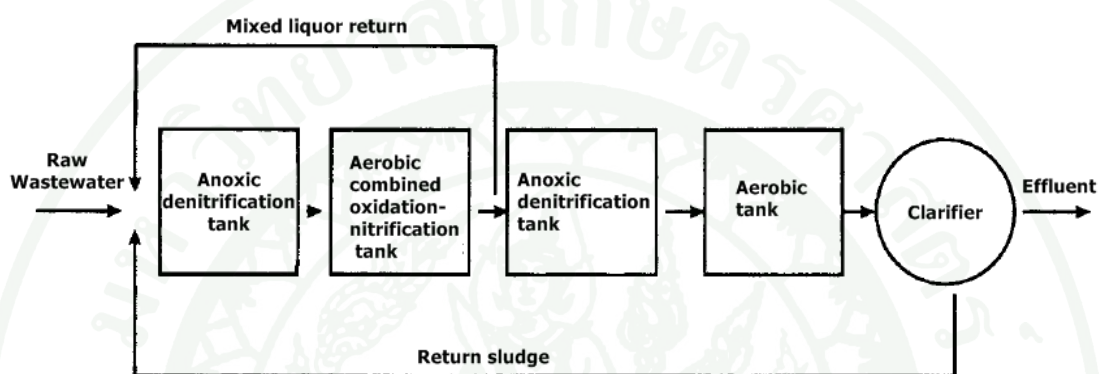 Mixed liquor return
Raw
Wastewater
Anoxic
denitrification
tank
Aerobic
combined
oxidation-
nitrification
tank
Anoxic
denitrification
tank
Aerobic
tank
Clarifier
Effluent
Return sludge